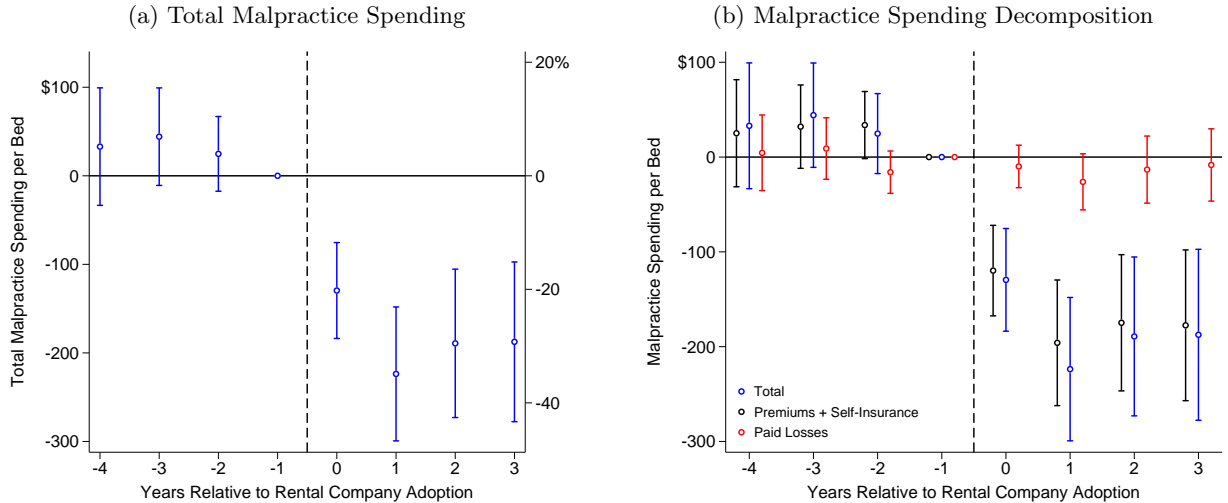 (a) Total Malpractice Spending
Total Malpractice Spending per Bed
$100
0
-100
-200
-300
20%
0
-20
-40
-4 -3 -2 -1 0 1 2 3
Years Relative to Rental Company Adoption
(b) Malpractice Spending Decomposition
Malpractice Spending per Bed
$100
0
-100
-200
-300
Total
Premiums + Self-Insurance
Paid Losses
-4 -3 -2 -1 0 1 2 3
Years Relative to Rental Company Adoption